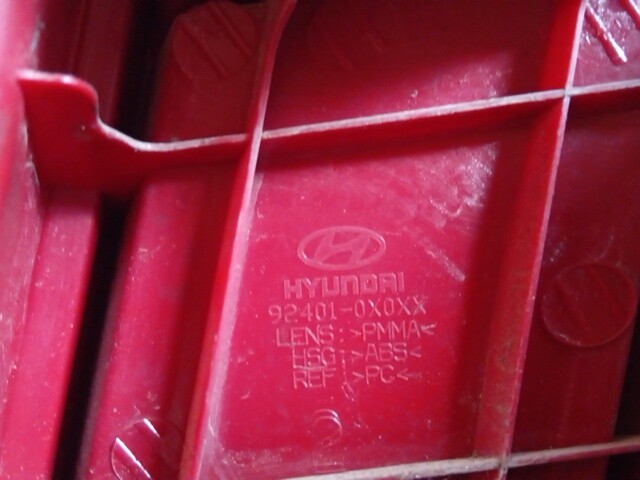 HYUNDAI
92401-0X0XX
LENS:>PMMA<
HSG:>ABS<
REF:>PC<